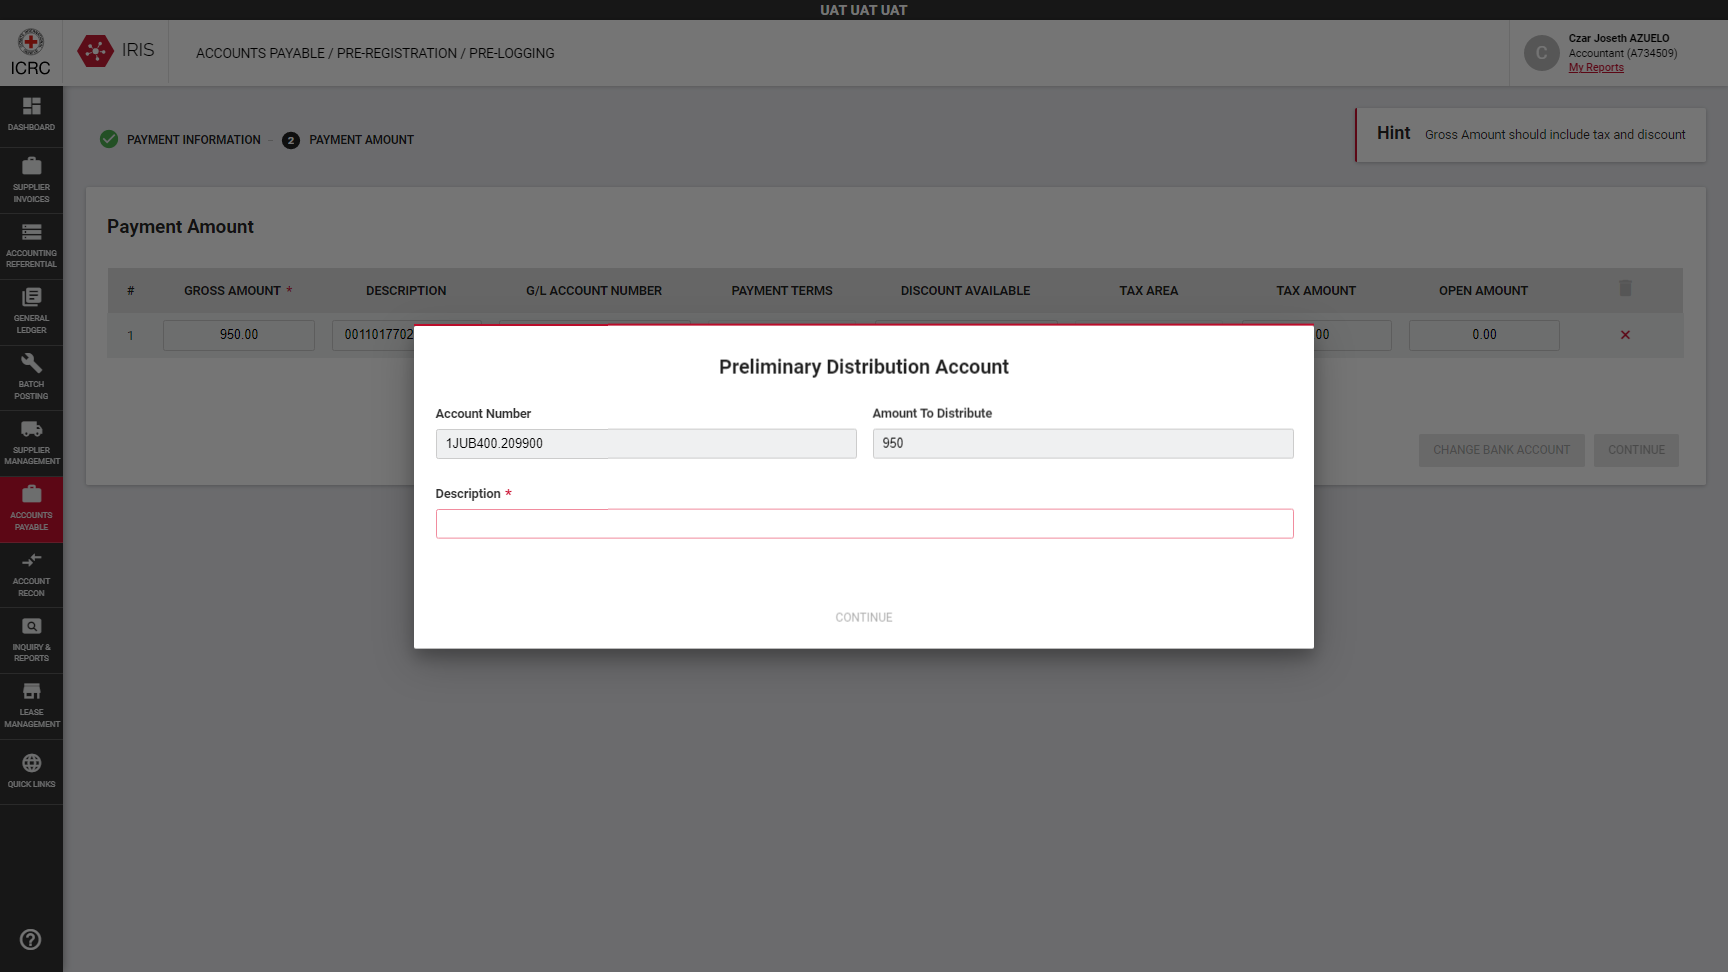 UAT UAT UAT
ICRC
IRIS
ACCOUNTS PAYABLE / PRE-REGISTRATION / PRE-LOGGING
C
Czar Joseth AZUELO
Accountant (A734509)
My Reports
DASHBOARD
SUPPLIER
INVOICES
ACCOUNTING
REFERENTIAL
GENERAL
LEDGER
BATCH
POSTING
SUPPLIER
MANAGEMENT
ACCOUNTS
PAYABLE
ACCOUNT
RECON
INQUIRY &
REPORTS
LEASE
MANAGEMENT
QUICK LINKS
PAYMENT INFORMATION - 2 PAYMENT AMOUNT
Hint Gross Amount should include tax and discount
Payment Amount
# GROSS AMOUNT * DESCRIPTION G/L ACCOUNT NUMBER PAYMENT TERMS DISCOUNT AVAILABLE TAX AREA TAX AMOUNT OPEN AMOUNT
1 950.00 001101770200 0.00
CHANGE BANK ACCOUNT CONTINUE
Preliminary Distribution Account
Account Number Amount To Distribute
1JUB400.209900 950
Description *
CONTINUE